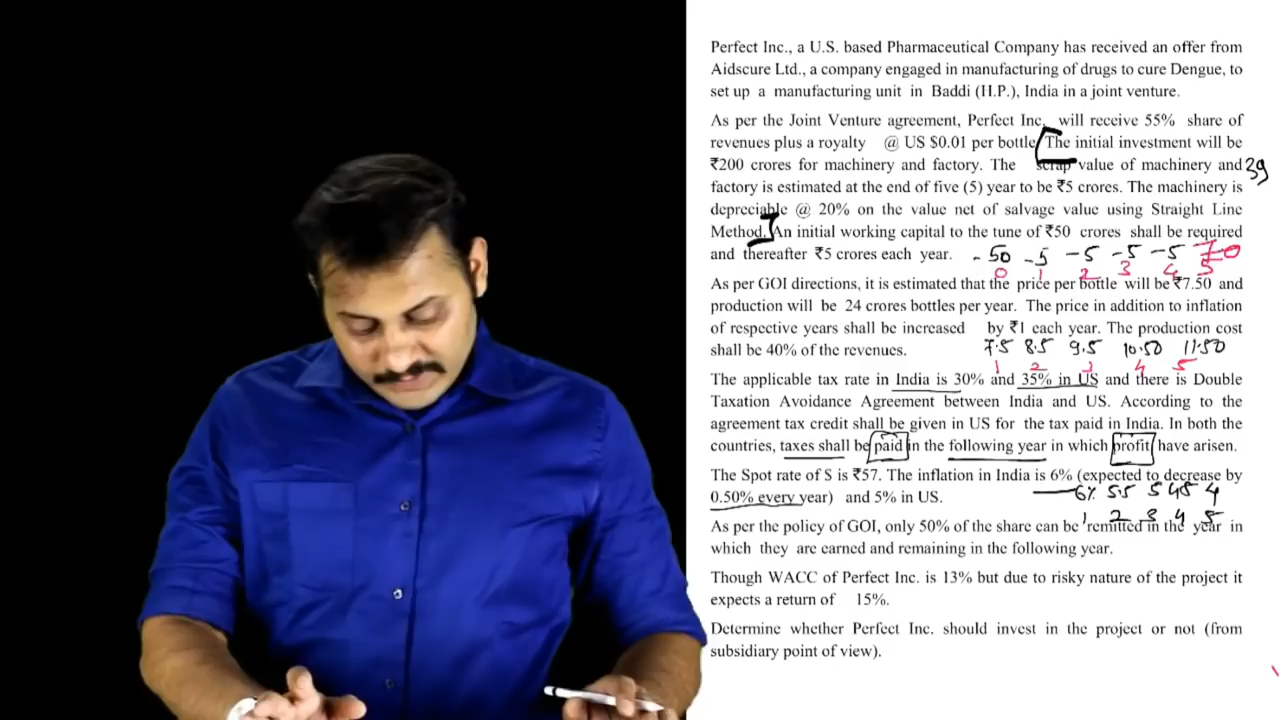 Perfect Inc., a U.S. based Pharmaceutical Company has received an offer from
Aidscure Ltd., a company engaged in manufacturing of drugs to cure Dengue, to
set up a manufacturing unit in Baddi (H.P.), India in a joint venture.
As per the Joint Venture agreement, Perfect Inc. will receive 55% share of
revenues plus a royalty @ US $0.01 per bottle. The initial investment will be
₹200 crores for machinery and factory. The scrap value of machinery and 39
factory is estimated at the end of five (5) year to be ₹5 crores. The machinery is
depreciable @ 20% on the value net of salvage value using Straight Line
Method. An initial working capital to the tune of ₹50 crores shall be required
and thereafter ₹5 crores each year. - 50 - 5 - 5 - 5 - 5 70
0 1 2 3 4 5
As per GOI directions, it is estimated that the price per bottle will be ₹7.50 and
production will be 24 crores bottles per year. The price in addition to inflation
of respective years shall be increased by ₹1 each year. The production cost
shall be 40% of the revenues. 7.5 8.5 9.5 10.50 11.50
1 2 3 4 5
The applicable tax rate in India is 30% and 35% in US and there is Double
Taxation Avoidance Agreement between India and US. According to the
agreement tax credit shall be given in US for the tax paid in India. In both the
countries, taxes shall be paid in the following year in which profit have arisen.
The Spot rate of $ is ₹57. The inflation in India is 6% (expected to decrease by
0.50% every year) and 5% in US. 6% 5.5 5 4.5 4
1 2 3 4 5
As per the policy of GOI, only 50% of the share can be remitted in the year in
which they are earned and remaining in the following year.
Though WACC of Perfect Inc. is 13% but due to risky nature of the project it
expects a return of 15%.
Determine whether Perfect Inc. should invest in the project or not (from
subsidiary point of view).